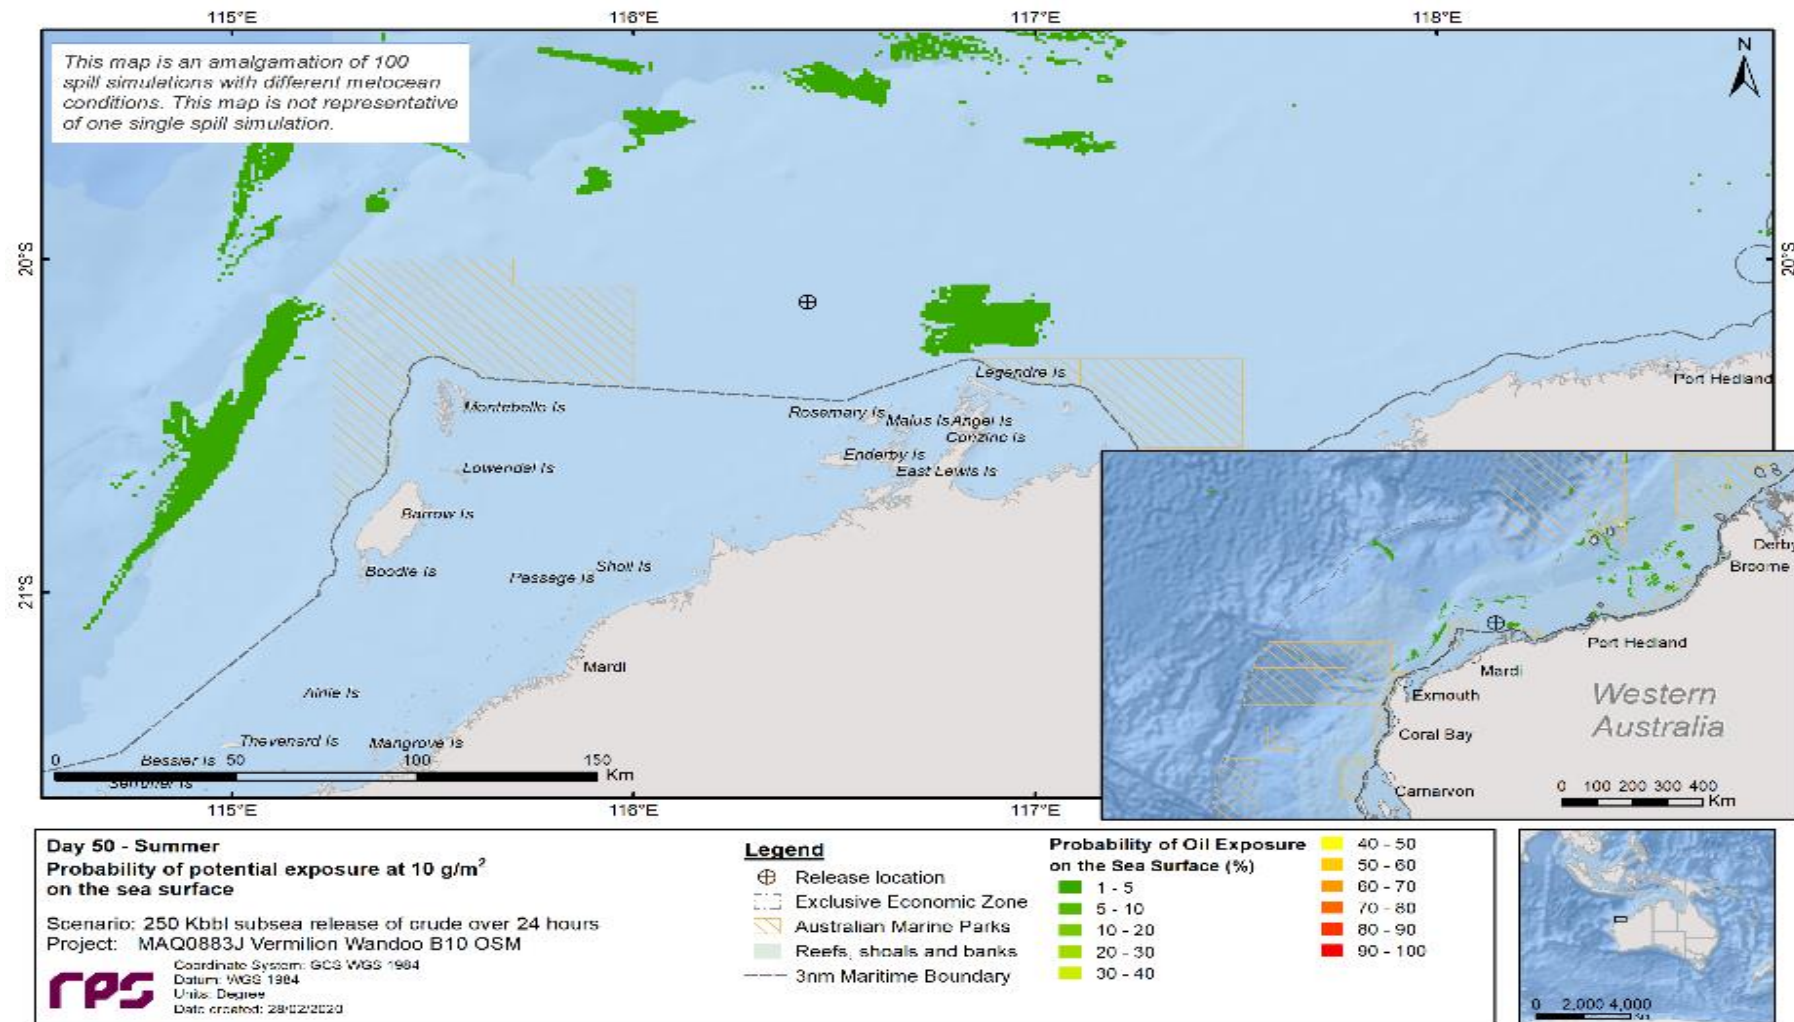 115°E
116°E
117°E
118°E
This map is an amalgamation of 100
spill simulations with different metocean
conditions. This map is not representative
of one single spill simulation.
N
20°S
20°S
Legendre Is
Port Hedland
Montebello Is
Rosemary Is
Malus Is
Angel Is
Conzinc Is
Enderby Is
Lowendal Is
East Lewis Is
Barrow Is
Boodie Is
Passage Is
Sholl Is
21°S
Mardi
Airlie Is
Thevenard Is
Mangrove Is
Bessier Is
Serrurier Is
0 50 100 150
Km
Derby
Broome
Port Hedland
Mardi
Exmouth
Western
Australia
Coral Bay
Carnarvon
0 100 200 300 400
Km
115°E
116°E
117°E
Day 50 - Summer
Probability of potential exposure at 10 g/m²
on the sea surface
Scenario: 250 Kbbl subsea release of crude over 24 hours
Project: MAQ0883J Vermilion Wandoo B10 OSM
rps
Coordinate System: GCS WGS 1984
Datum: WGS 1984
Units: Degree
Date created: 28/02/2020
Legend
Release location
Exclusive Economic Zone
Australian Marine Parks
Reefs, shoals and banks
3nm Maritime Boundary
Probability of Oil Exposure
on the Sea Surface (%)
1 - 5
5 - 10
10 - 20
20 - 30
30 - 40
40 - 50
50 - 60
60 - 70
70 - 80
80 - 90
90 - 100
0 2,000 4,000
Km